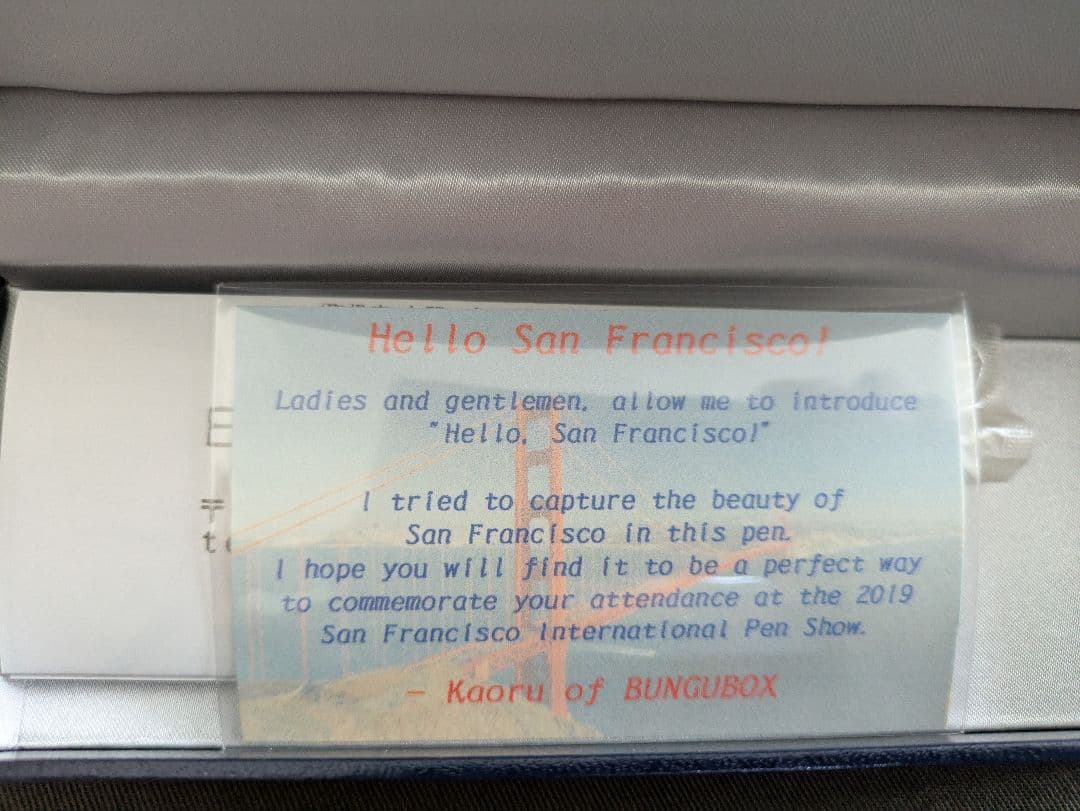 Hello San Francisco!
Ladies and gentlemen, allow me to introduce
"Hello, San Francisco!"
I tried to capture the beauty of
San Francisco in this pen.
I hope you will find it to be a perfect way
to commemorate your attendance at the 2019
San Francisco International Pen Show.
- Kaoru of BUNGUBOX